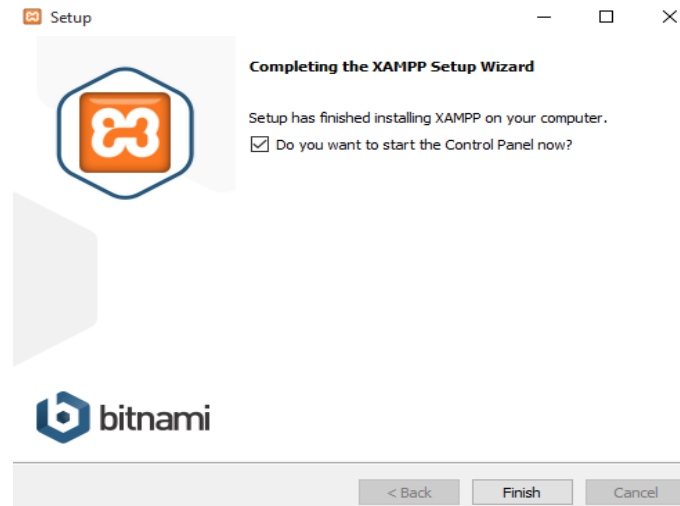 Setup
Completing the XAMPP Setup Wizard
Setup has finished installing XAMPP on your computer.
Do you want to start the Control Panel now?
bitnami
< Back
Finish
Cancel